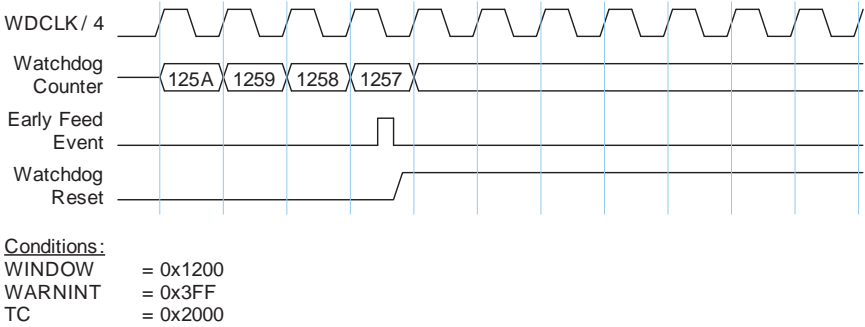 WDCLK / 4
Watchdog
Counter
125A 1259 1258 1257
Early Feed
Event
Watchdog
Reset
Conditions:
WINDOW = 0x1200
WARNINT = 0x3FF
TC = 0x2000